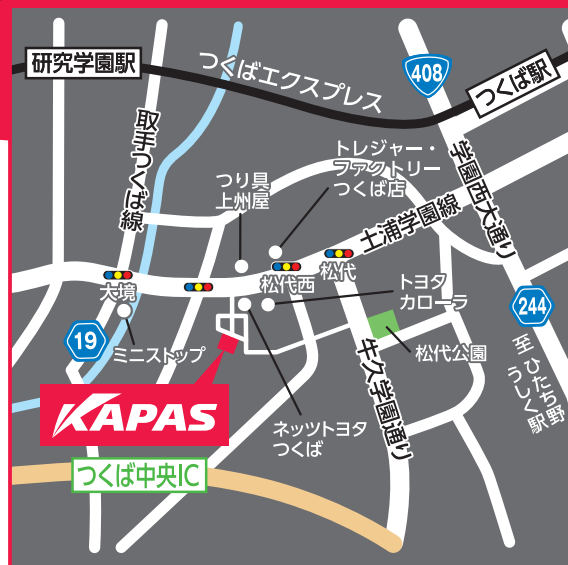 研究学園駅
つくばエクスプレス
408
つくば駅
取手つくば線
トレジャー・
ファクトリー
つくば店
つり具
上州屋
学園西大通り
土浦学園線
大境
松代西
松代
トヨタ
カローラ
244
19
ミニストップ
松代公園
至 ひたち野
うしく駅
KAPAS
ネッツトヨタ
つくば
牛久学園通り
つくば中央IC